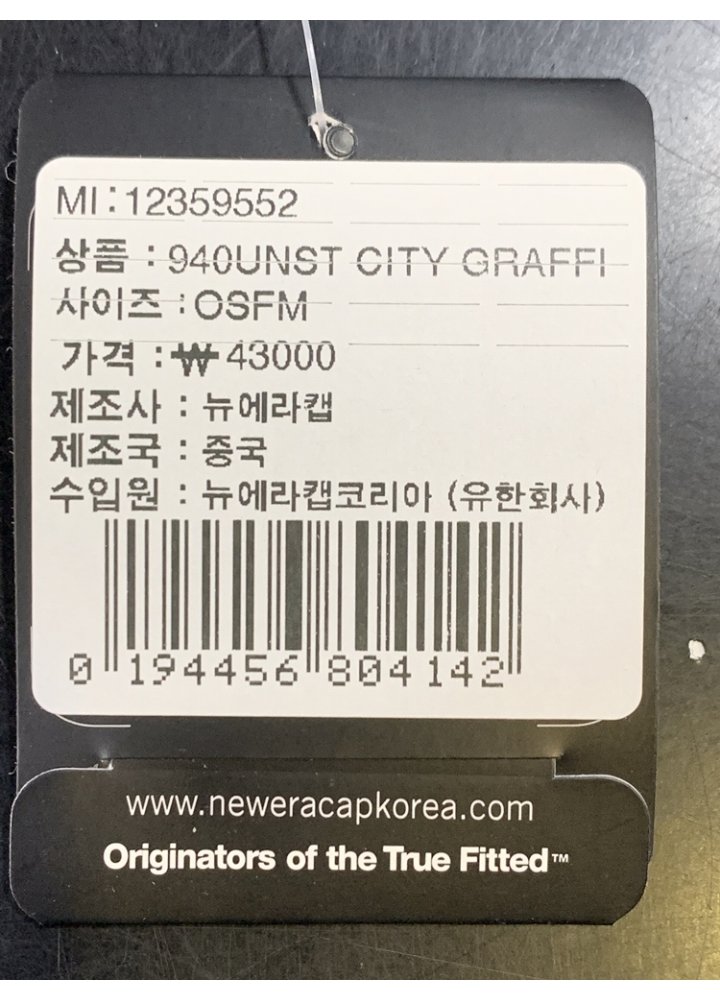 MI:12359552
상품 : 940UNST CITY GRAFFI
사이즈 : OSFM
가격 : ₩ 43000
제조사 : 뉴에라캡
제조국 : 중국
수입원 : 뉴에라캡코리아 (유한회사)
0 194456 804142
www.neweracapkorea.com
Originators of the True Fitted™